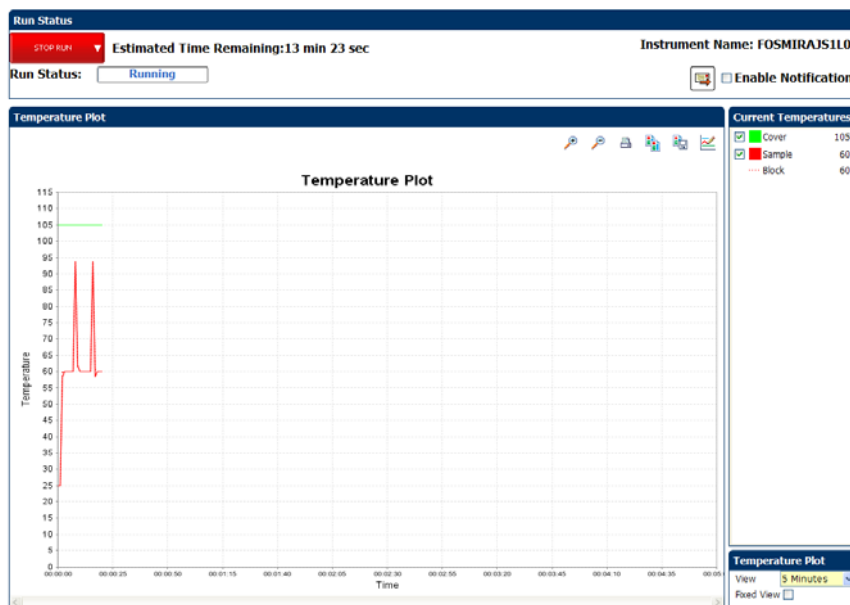 Run Status
STOP RUN
Estimated Time Remaining:13 min 23 sec
Instrument Name: FOSMIRAJS1L0
Run Status:
Running
Enable Notification
Temperature Plot
Current Temperatures
Cover 105
Sample 60
Block 60
Temperature Plot
115
110
105
100
95
90
85
80
75
70
65
60
55
50
45
40
35
30
25
20
15
10
5
0
Temperature
00:00:00 00:00:25 00:00:50 00:01:15 00:01:40 00:02:05 00:02:30 00:02:55 00:03:20 00:03:45 00:04:10 00:04:35 00:05:
Time
Temperature Plot
View 5 Minutes
Fixed View